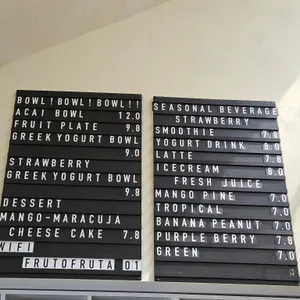 BOWL!BOWL!BOWL!!
ACAI BOWL 12.0
FRUIT PLATE 9.8
GREEK YOGURT BOWL
9.0
STRAWBERRY
GREEK YOGURT BOWL
9.8
DESSERT
MANGO-MARACUJA
CHEESE CAKE 7.8
WIFI
FRUTOFRUTA 01
SEASONAL BEVERAGE
STRAWBERRY
SMOOTHIE 7.8
YOGURT DRINK 8.0
LATTE 7.8
ICECREAM 8.0
FRESH JUICE
MANGO PINE 7.0
TROPICAL 7.0
BANANA PEANUT 7.0
PURPLE BERRY 7.8
GREEN 7.0